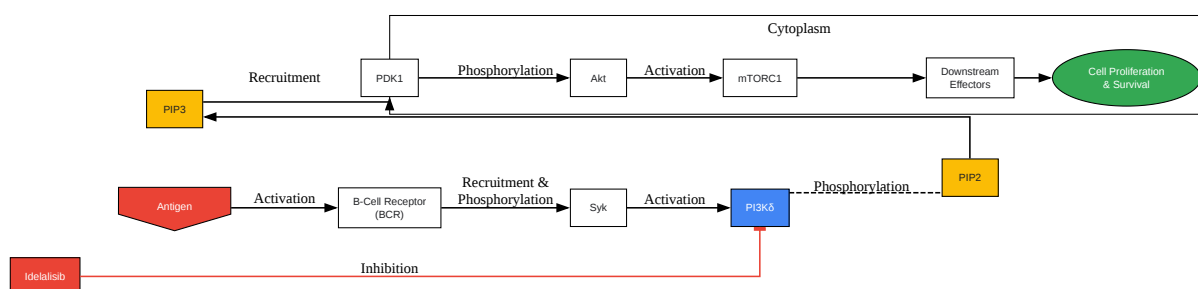 Cytoplasm
Recruitment
PDK1
Phosphorylation
Akt
Activation
mTORC1
Downstream
Effectors
Cell Proliferation
& Survival
PIP3
PIP2
Antigen
Activation
B-Cell Receptor
(BCR)
Recruitment &
Phosphorylation
Syk
Activation
PI3Kδ
Phosphorylation
Idelalisib
Inhibition